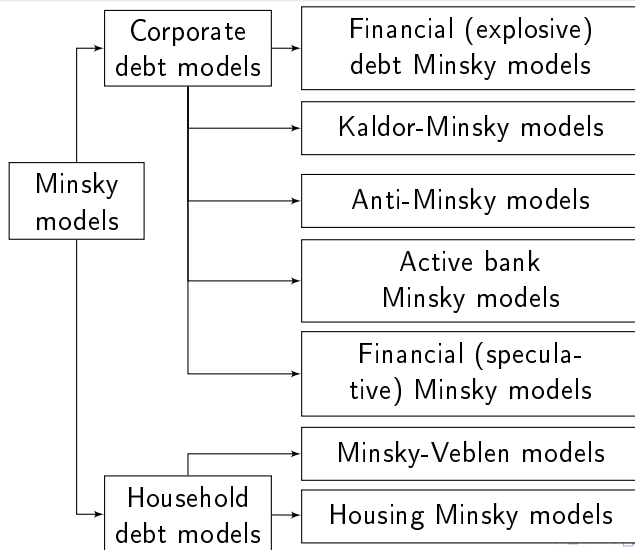 Corporate
debt models
Financial (explosive)
debt Minsky models
Kaldor-Minsky models
Minsky
models
Anti-Minsky models
Active bank
Minsky models
Financial (specula-
tive) Minsky models
Minsky-Veblen models
Household
debt models
Housing Minsky models